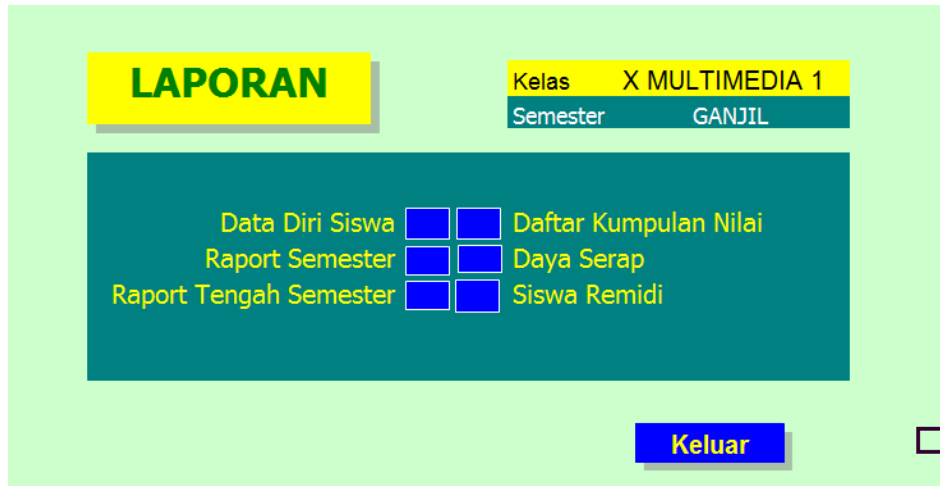 LAPORAN
Kelas X MULTIMEDIA 1
Semester GANJIL
Data Diri Siswa Daftar Kumpulan Nilai
Raport Semester Daya Serap
Raport Tengah Semester Siswa Remidi
Keluar